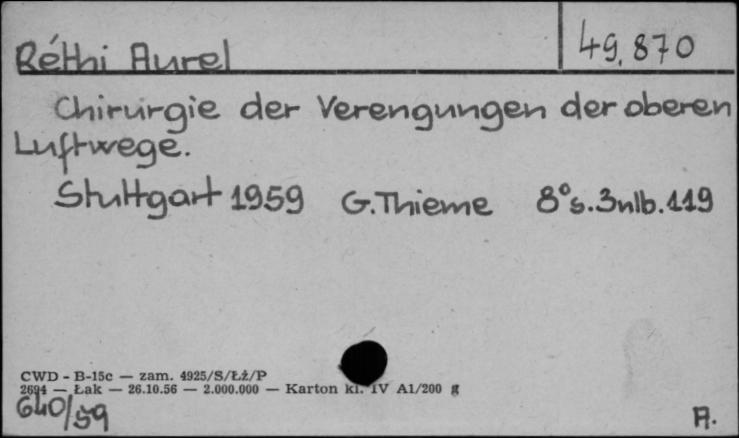 Réthi Aurel
49.870
Chirurgie der Verengungen der oberen
Luftwege.
Stuttgart 1959 G. Thieme 8° s. 3nlb. 119
CWD - B-15c — zam. 4925/S/Łż/P
2694 — Łak — 26.10.56 — 2.000.000 — Karton kl. IV A1/200 g
640/59
A.